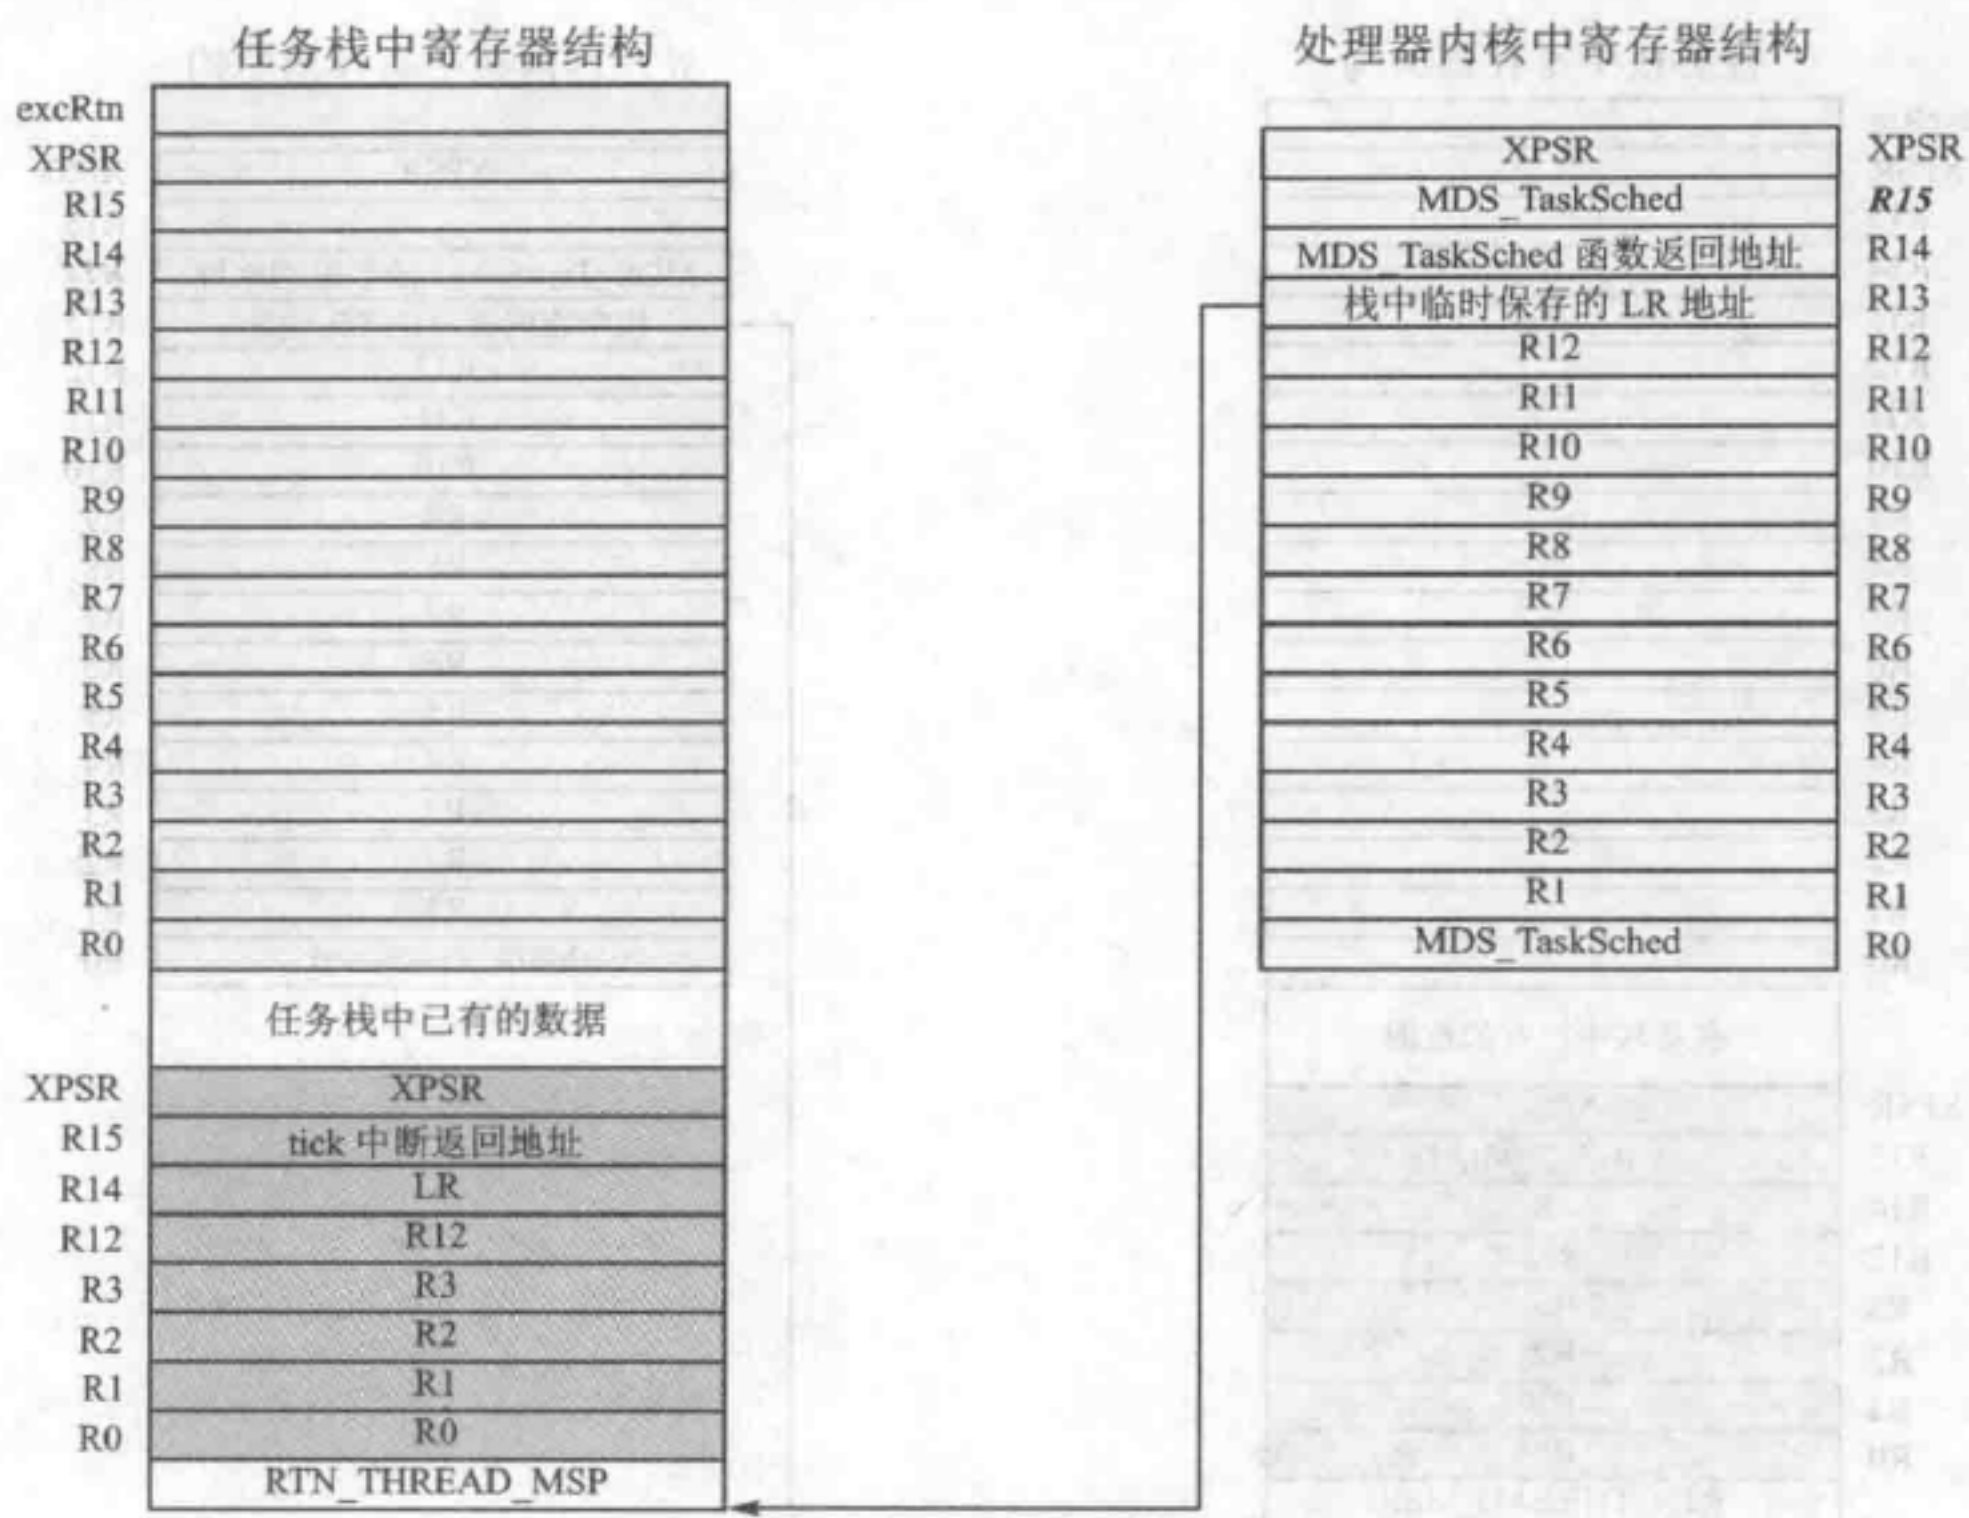 任务栈中寄存器结构
excRtn
XPSR
R15
R14
R13
R12
R11
R10
R9
R8
R7
R6
R5
R4
R3
R2
R1
R0
任务栈中已有的数据
XPSR XPSR
R15 tick 中断返回地址
R14 LR
R12 R12
R3 R3
R2 R2
R1 R1
R0 R0
RTN_THREAD_MSP
处理器内核中寄存器结构
XPSR XPSR
MDS_TaskSched R15
MDS_TaskSched 函数返回地址 R14
栈中临时保存的 LR 地址 R13
R12 R12
R11 R11
R10 R10
R9 R9
R8 R8
R7 R7
R6 R6
R5 R5
R4 R4
R3 R3
R2 R2
R1 R1
MDS_TaskSched R0